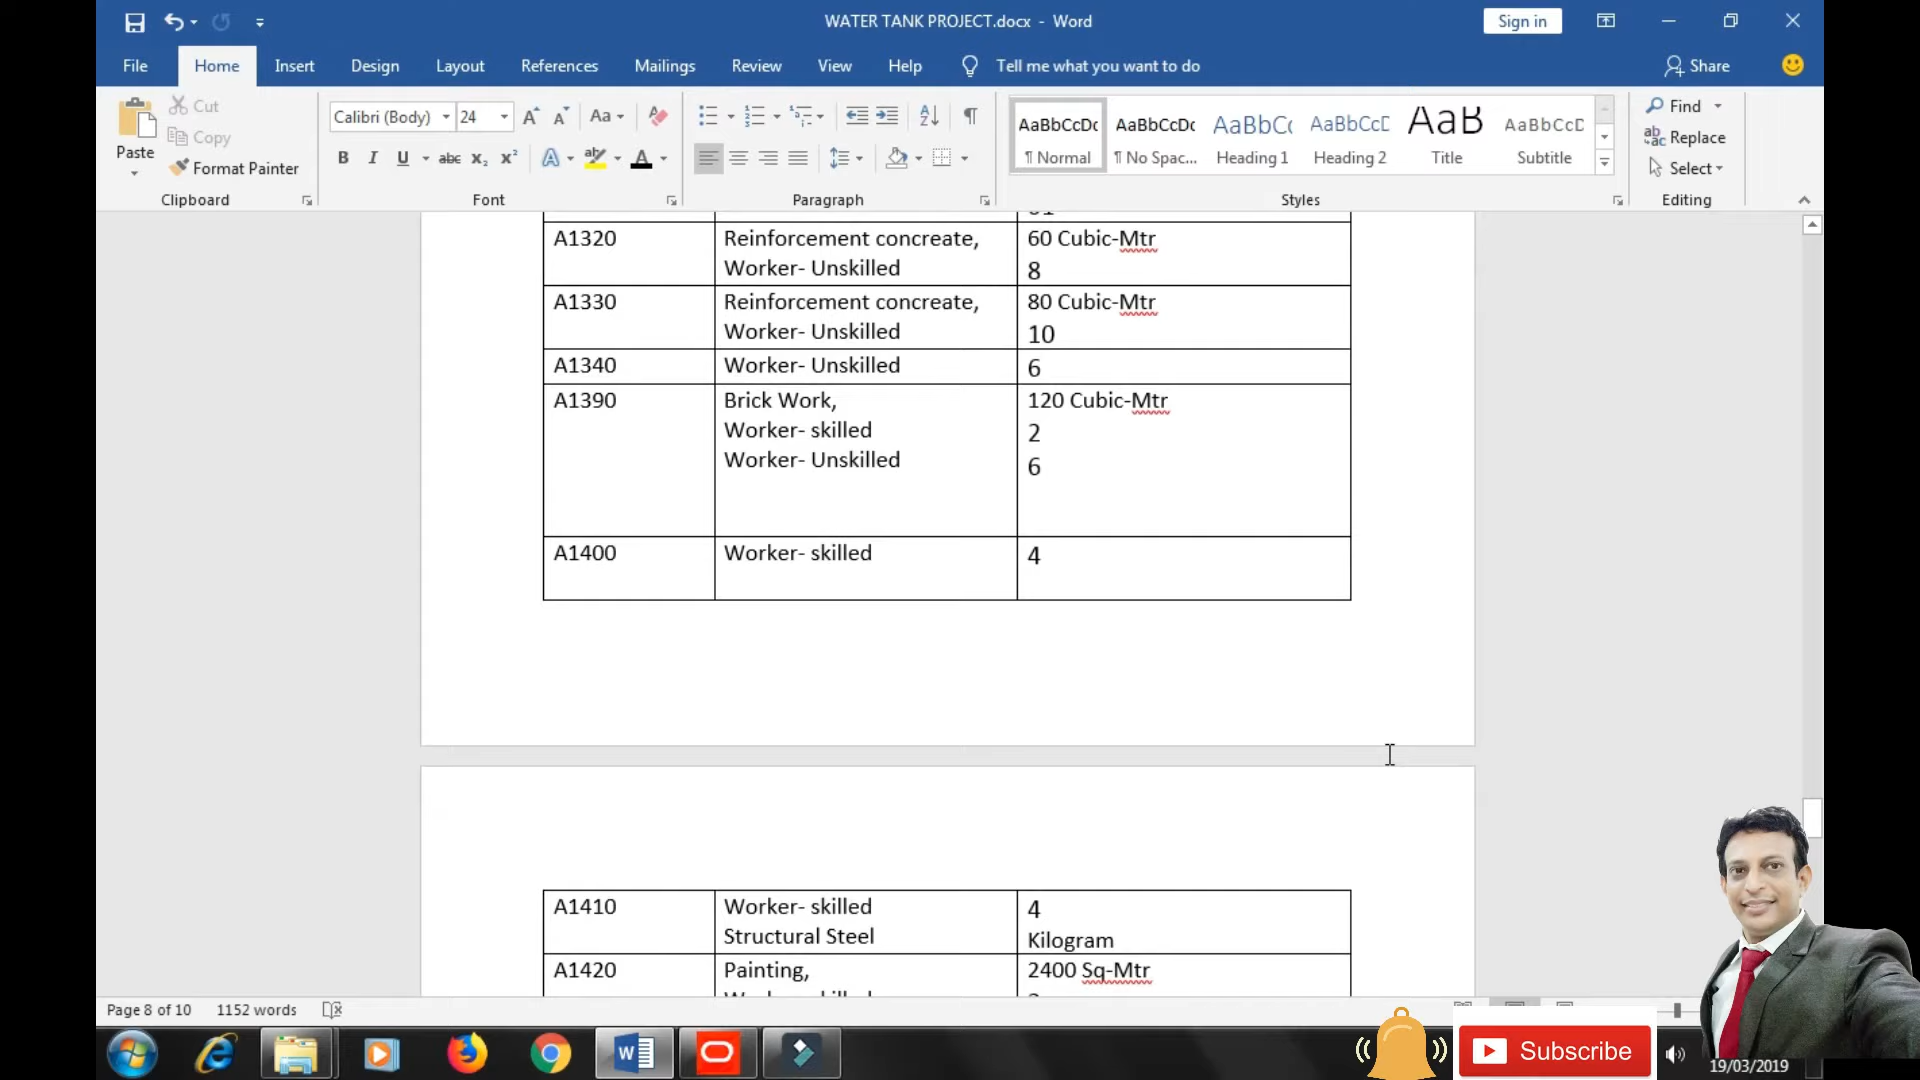 WATER TANK PROJECT.docx - Word
Sign in
File Home Insert Design Layout References Mailings Review View Help Tell me what you want to do Share
Paste
Cut
Copy
Format Painter
Clipboard
Calibri (Body) 24
Font
Paragraph
AaBbCcDc AaBbCcDc AaBbCc AaBbCcD AaB AaBbCcD
¶ Normal ¶ No Spac... Heading 1 Heading 2 Title Subtitle
Styles
Find
Replace
Select
Editing
A1320 Reinforcement concreate, 60 Cubic-Mtr
Worker- Unskilled 8
A1330 Reinforcement concreate, 80 Cubic-Mtr
Worker- Unskilled 10
A1340 Worker- Unskilled 6
A1390 Brick Work, 120 Cubic-Mtr
Worker- skilled 2
Worker- Unskilled 6
A1400 Worker- skilled 4
A1410 Worker- skilled 4
Structural Steel Kilogram
A1420 Painting, 2400 Sq-Mtr
Page 8 of 10 1152 words
Subscribe
19/03/2019